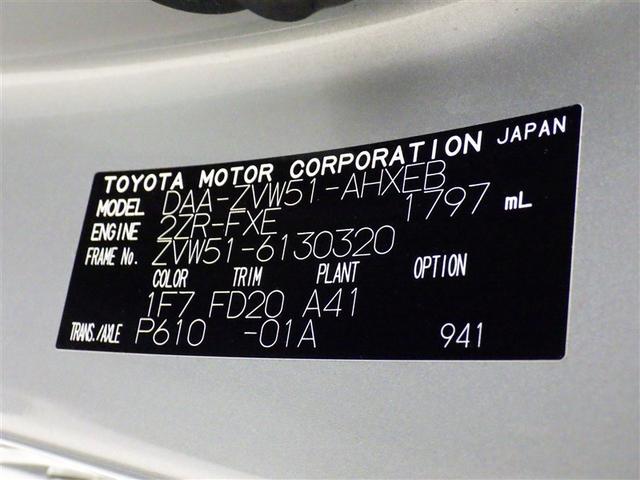 TOYOTA MOTOR CORPORATION JAPAN
MODEL DAA-ZVW51-AHXEB
ENGINE 2ZR-FXE 1797 mL
FRAME No. ZVW51-6130320
COLOR TRIM PLANT OPTION
1F7 FD20 A41
TRANS./AXLE P610 -01A 941